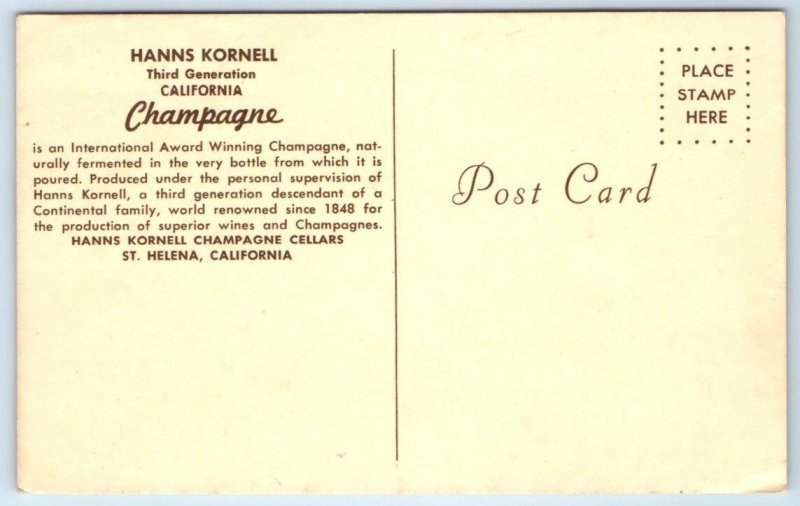 HANNS KORNELL
Third Generation
CALIFORNIA
Champagne
is an International Award Winning Champagne, nat-
urally fermented in the very bottle from which it is
poured. Produced under the personal supervision of
Hanns Kornell, a third generation descendant of a
Continental family, world renowned since 1848 for
the production of superior wines and Champagnes.
HANNS KORNELL CHAMPAGNE CELLARS
ST. HELENA, CALIFORNIA
PLACE
STAMP
HERE
Post Card